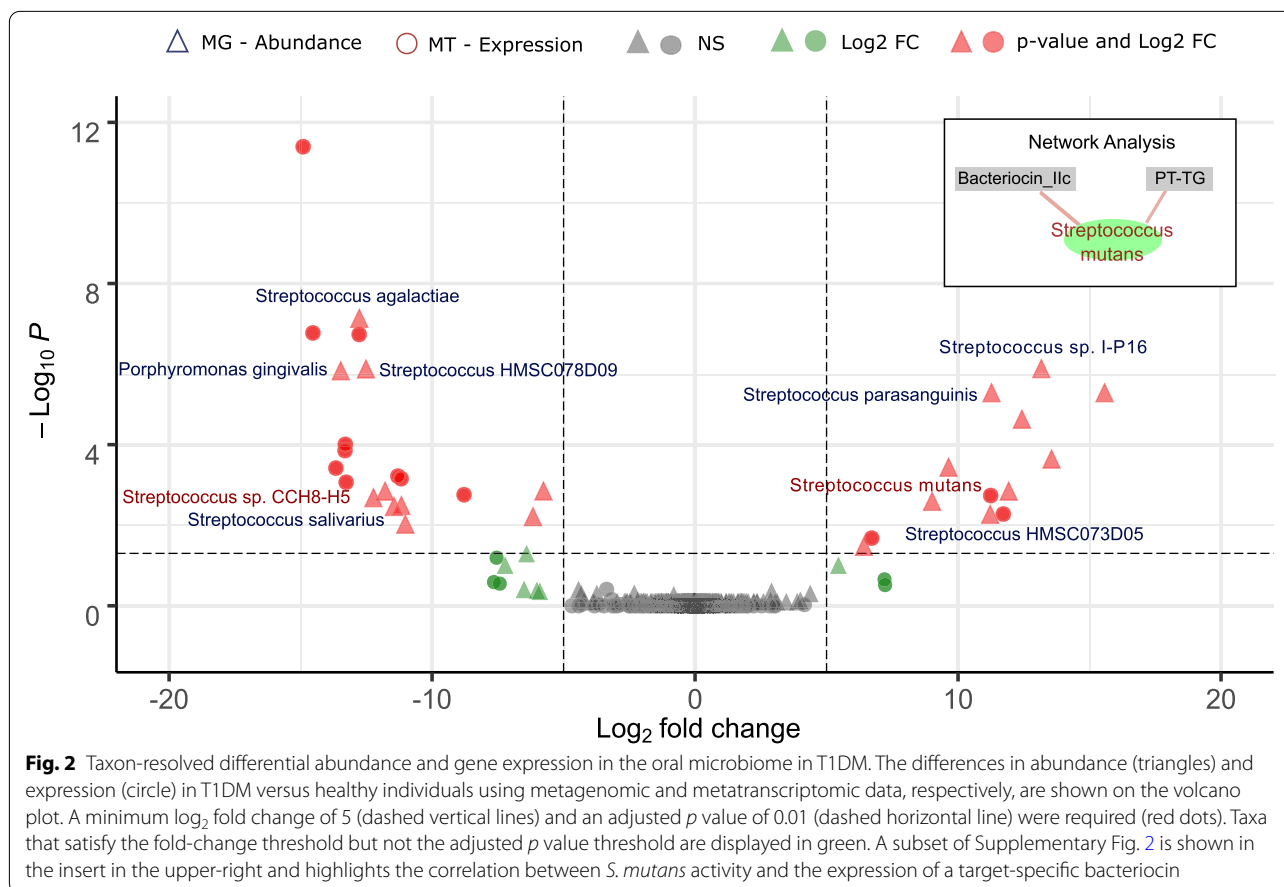 MG - Abundance MT - Expression NS Log2 FC p-value and Log2 FC
12
8
4
0
− Log10 P
Network Analysis
Bacteriocin_IIc PT-TG
Streptococcus
mutans
Streptococcus agalactiae
Porphyromonas gingivalis
Streptococcus HMSC078D09
Streptococcus sp. I-P16
Streptococcus parasanguinis
Streptococcus mutans
Streptococcus sp. CCH8-H5
Streptococcus salivarius
Streptococcus HMSC073D05
-20 -10 0 10 20
Log2 fold change
Fig. 2 Taxon-resolved differential abundance and gene expression in the oral microbiome in T1DM. The differences in abundance (triangles) and
expression (circle) in T1DM versus healthy individuals using metagenomic and metatranscriptomic data, respectively, are shown on the volcano
plot. A minimum log2 fold change of 5 (dashed vertical lines) and an adjusted p value of 0.01 (dashed horizontal line) were required (red dots). Taxa
that satisfy the fold-change threshold but not the adjusted p value threshold are displayed in green. A subset of Supplementary Fig. 2 is shown in
the insert in the upper-right and highlights the correlation between S. mutans activity and the expression of a target-specific bacteriocin